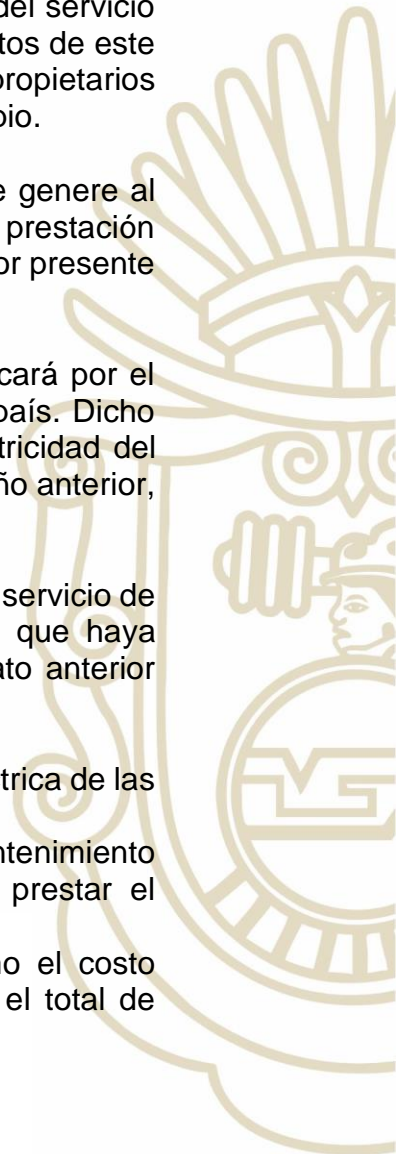 del servicio
tos de este
propietarios
pio.
e genere al
prestación
or presente
cará por el
país. Dicho
tricidad del
ño anterior,
servicio de
que haya
ato anterior
trica de las
ntenimiento
prestar el
no el costo
el total de